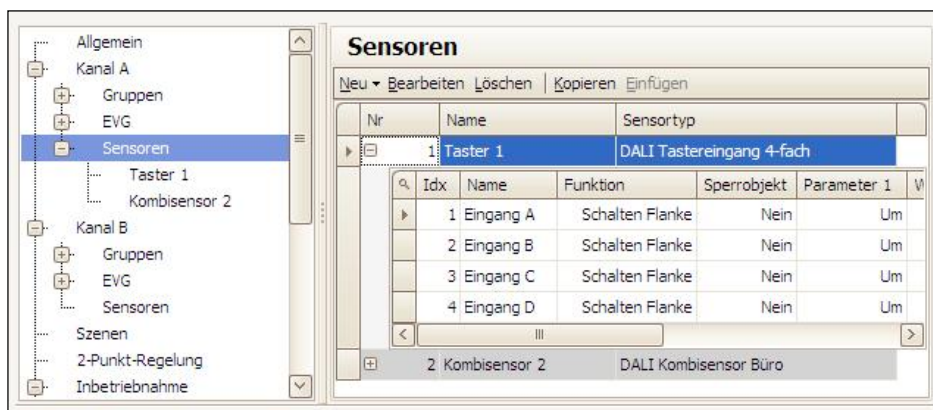 Allgemein
Kanal A
Gruppen
EVG
Sensoren
Taster 1
Kombisensor 2
Kanal B
Gruppen
EVG
Sensoren
Szenen
2-Punkt-Regelung
Inbetriebnahme
Sensoren
Neu Bearbeiten Löschen Kopieren Einfügen
Nr Name Sensortyp
1 Taster 1 DALI Tastereingang 4-fach
Idx Name Funktion Sperrobjekt Parameter 1
1 Eingang A Schalten Flanke Nein Um
2 Eingang B Schalten Flanke Nein Um
3 Eingang C Schalten Flanke Nein Um
4 Eingang D Schalten Flanke Nein Um
2 Kombisensor 2 DALI Kombisensor Büro